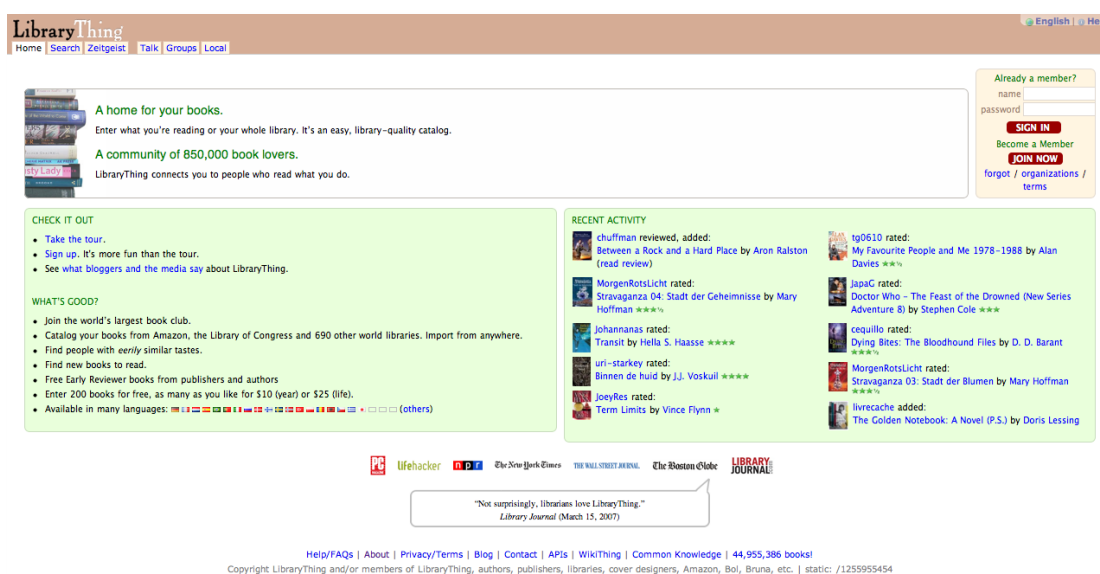 LibraryThing
English | He
Home Search Zeitgeist Talk Groups Local
Already a member?
name
password
SIGN IN
Become a Member
JOIN NOW
forgot / organizations /
terms
A home for your books.
Enter what you're reading or your whole library. It's an easy, library-quality catalog.
A community of 850,000 book lovers.
LibraryThing connects you to people who read what you do.
CHECK IT OUT
• Take the tour.
• Sign up. It's more fun than the tour.
• See what bloggers and the media say about LibraryThing.
WHAT'S GOOD?
• Join the world's largest book club.
• Catalog your books from Amazon, the Library of Congress and 690 other world libraries. Import from anywhere.
• Find people with eerily similar tastes.
• Find new books to read.
• Free Early Reviewer books from publishers and authors
• Enter 200 books for free, as many as you like for $10 (year) or $25 (life).
• Available in many languages: (others)
RECENT ACTIVITY
chuffman reviewed, added:
Between a Rock and a Hard Place by Aron Ralston
(read review)
MorgenRotsLicht rated:
Stravaganza 04: Stadt der Geheimnisse by Mary
Hoffman ★★★½
Johannanas rated:
Transit by Hella S. Haasse ★★★★
uri-starkey rated:
Binnen de huid by J.J. Voskuil ★★★★
JoeyRes rated:
Term Limits by Vince Flynn ★
tg0610 rated:
My Favourite People and Me 1978-1988 by Alan
Davies ★★½
JapaG rated:
Doctor Who - The Feast of the Drowned (New Series
Adventure 8) by Stephen Cole ★★★
cequillo rated:
Dying Bites: The Bloodhound Files by D. D. Barant
★★★½
MorgenRotsLicht rated:
Stravaganza 03: Stadt der Blumen by Mary Hoffman
★★★½
livrecache added:
The Golden Notebook: A Novel (P.S.) by Doris Lessing
PC lifehacker npr The New York Times THE WALL STREET JOURNAL. The Boston Globe LIBRARY
JOURNAL
"Not surprisingly, librarians love LibraryThing."
Library Journal (March 15, 2007)
Help/FAQs | About | Privacy/Terms | Blog | Contact | APIs | WikiThing | Common Knowledge | 44,955,386 books!
Copyright LibraryThing and/or members of LibraryThing, authors, publishers, libraries, cover designers, Amazon, Bol, Bruna, etc. | static: /1255955454